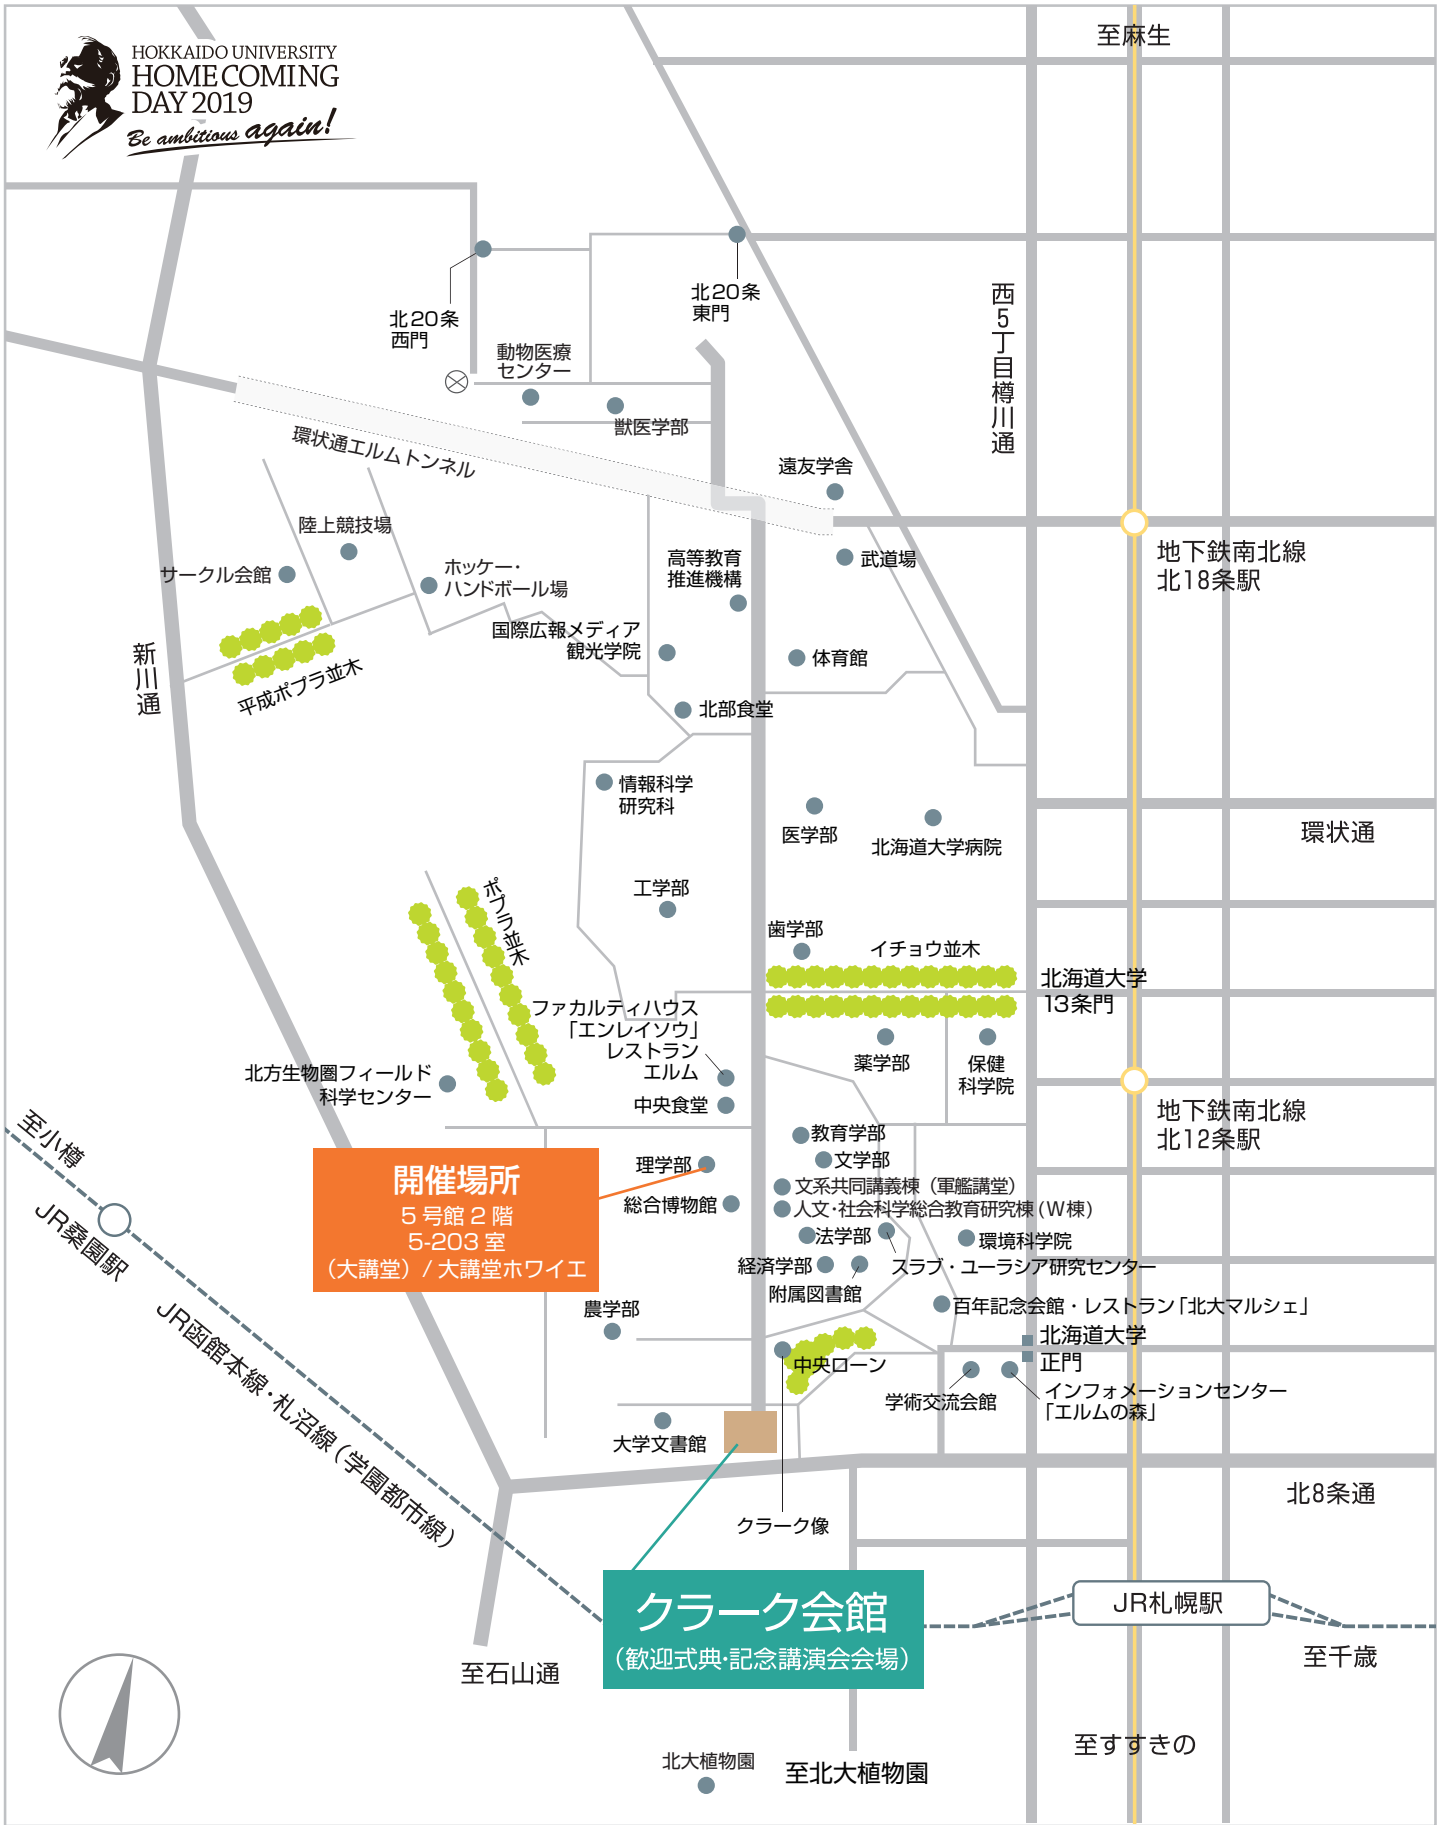 HOKKAIDO UNIVERSITY
HOME COMING
DAY 2019
Be ambitious again!
至麻生
北20条
西門
北20条
東門
西5丁目樽川通
動物医療
センター
獣医学部
環状通エルムトンネル
遠友学舎
陸上競技場
サークル会館
ホッケー・
ハンドボール場
高等教育
推進機構
武道場
地下鉄南北線
北18条駅
国際広報メディア
観光学院
体育館
新川通
平成ポプラ並木
北部食堂
情報科学
研究科
医学部
北海道大学病院
環状通
工学部
ポプラ並木
歯学部
イチョウ並木
北海道大学
13条門
ファカルティハウス
「エンレイソウ」
レストラン
エルム
薬学部
保健
科学院
北方生物圏フィールド
科学センター
中央食堂
地下鉄南北線
北12条駅
至小樽
JR桑園駅
教育学部
文学部
理学部
開催場所
5 号館 2 階
5-203 室
（大講堂）/ 大講堂ホワイエ
文系共同講義棟（軍艦講堂）
総合博物館
人文・社会科学総合教育研究棟(W棟)
法学部
環境科学院
経済学部
スラブ・ユーラシア研究センター
附属図書館
百年記念会館・レストラン「北大マルシェ」
農学部
JR函館本線・札沼線（学園都市線）
北海道大学
正門
中央ローン
学術交流会館
インフォメーションセンター
「エルムの森」
大学文書館
北8条通
クラーク像
クラーク会館
（歓迎式典・記念講演会会場）
JR札幌駅
至石山通
至千歳
至すすきの
北大植物園
至北大植物園